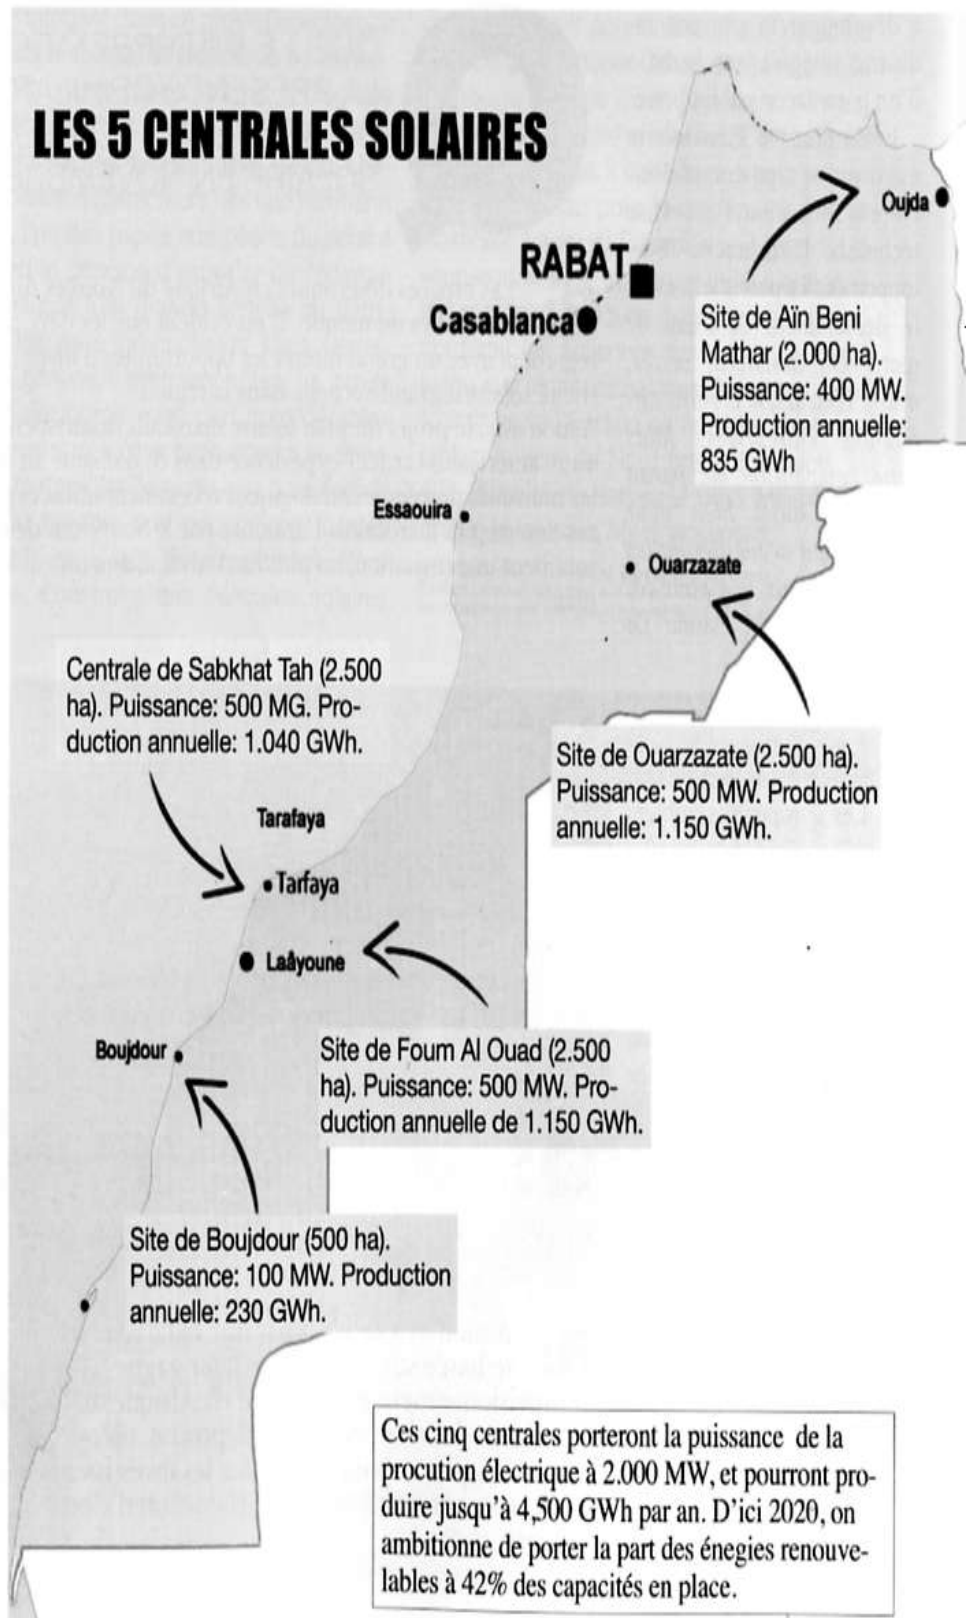 LES 5 CENTRALES SOLAIRES
Oujda
RABAT
Casablanca
Site de Aïn Beni
Mathar (2.000 ha).
Puissance: 400 MW.
Production annuelle:
835 GWh
Essaouira
Ouarzazate
Centrale de Sabkhat Tah (2.500
ha). Puissance: 500 MG. Pro-
duction annuelle: 1.040 GWh.
Site de Ouarzazate (2.500 ha).
Puissance: 500 MW. Production
annuelle: 1.150 GWh.
Tarafaya
Tarfaya
Laâyoune
Boujdour
Site de Foum Al Ouad (2.500
ha). Puissance: 500 MW. Pro-
duction annuelle de 1.150 GWh.
Site de Boujdour (500 ha).
Puissance: 100 MW. Production
annuelle: 230 GWh.
Ces cinq centrales porteront la puissance de la
procution électrique à 2.000 MW, et pourront pro-
duire jusqu'à 4,500 GWh par an. D'ici 2020, on
ambitionne de porter la part des énegies renouve-
lables à 42% des capacités en place.